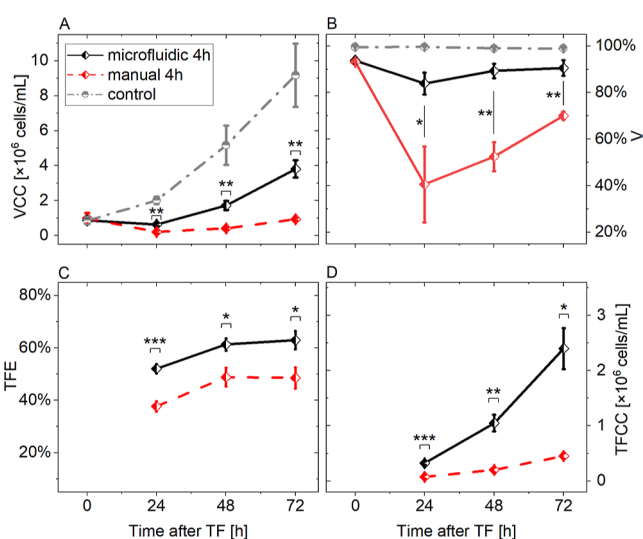 A
B
microfluidic 4h
manual 4h
control
10
8
6
4
2
0
VCC [×10⁶ cells/mL]
**
**
**
100%
80%
60%
40%
20%
V
*
**
**
C
D
80%
60%
40%
20%
TFE
***
*
*
3
2
1
0
TFCC [×10⁶ cells/mL]
***
**
*
0 24 48 72
0 24 48 72
Time after TF [h]
Time after TF [h]